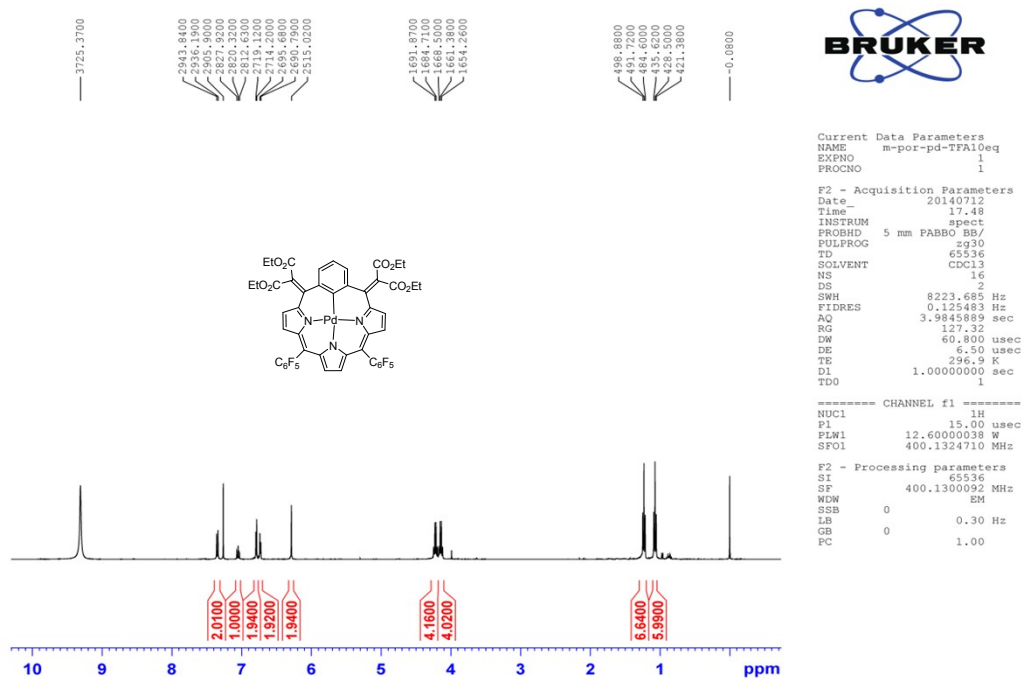 3725.3700
2943.8400
2936.1900
2905.9000
2827.9200
2820.3200
2812.6300
2719.1200
2714.2000
2695.6800
2690.7900
2515.0200
1691.8700
1684.7100
1668.5000
1661.3800
1654.2600
498.8800
491.7200
484.6000
435.6200
428.5000
421.3800
-0.0800
BRUKER
Current Data Parameters
NAME m-por-pd-TFA10eq
EXPNO 1
PROCNO 1
F2 - Acquisition Parameters
Date_ 20140712
Time 17.48
INSTRUM spect
PROBHD 5 mm PABBO BB/
PULPROG zg30
TD 65536
SOLVENT CDCl3
NS 16
DS 2
SWH 8223.685 Hz
FIDRES 0.125483 Hz
AQ 3.9845889 sec
RG 127.32
DW 60.800 usec
DE 6.50 usec
TE 296.9 K
D1 1.00000000 sec
TD0 1
======== CHANNEL f1 ========
NUC1 1H
P1 15.00 usec
PLW1 12.60000038 W
SFO1 400.1324710 MHz
F2 - Processing parameters
SI 65536
SF 400.1300092 MHz
WDW EM
SSB 0
LB 0.30 Hz
GB 0
PC 1.00
EtO2C CO2Et
EtO2C CO2Et
N Pd N
N
C6F5 C6F5
2.0100
1.0000
1.9400
1.9200
1.9400
4.1600
4.0200
6.6400
5.9900
10 9 8 7 6 5 4 3 2 1 ppm